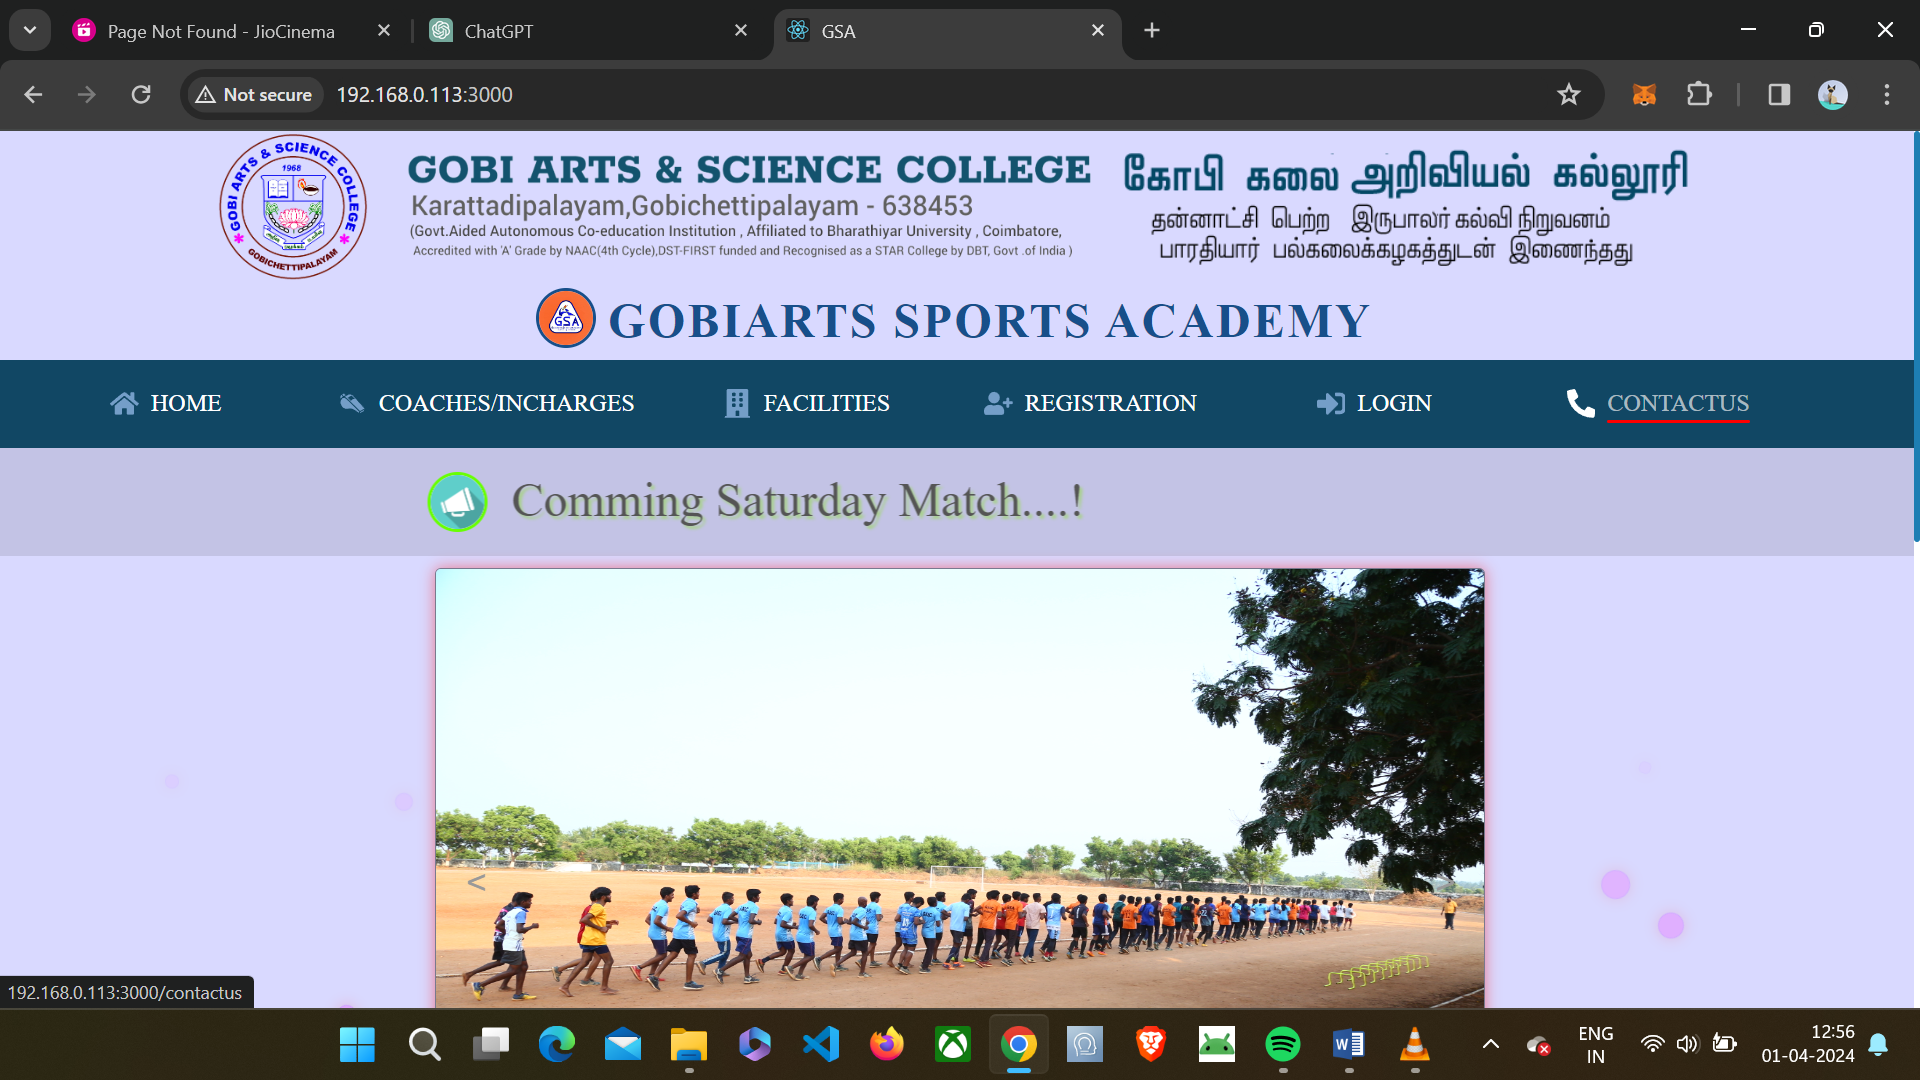 Page Not Found - JioCinema
ChatGPT
GSA
Not secure
192.168.0.113:3000
GOBI ARTS & SCIENCE COLLEGE
1968
GOBICHETTIPALAYAM
GOBI ARTS & SCIENCE COLLEGE
Karattadipalayam,Gobichettipalayam - 638453
(Govt.Aided Autonomous Co-education Institution , Affiliated to Bharathiyar University , Coimbatore,
Accredited with 'A' Grade by NAAC(4th Cycle),DST-FIRST funded and Recognised as a STAR College by DBT, Govt .of India )
கோபி கலை அறிவியல் கல்லூரி
தன்னாட்சி பெற்ற இருபாலர் கல்வி நிறுவனம்
பாரதியார் பல்கலைக்கழகத்துடன் இணைந்தது
GSA
GOBIARTS SPORTS ACADEMY
HOME
COACHES/INCHARGES
FACILITIES
REGISTRATION
LOGIN
CONTACTUS
Comming Saturday Match....!
<
192.168.0.113:3000/contactus
ENG
IN
12:56
01-04-2024